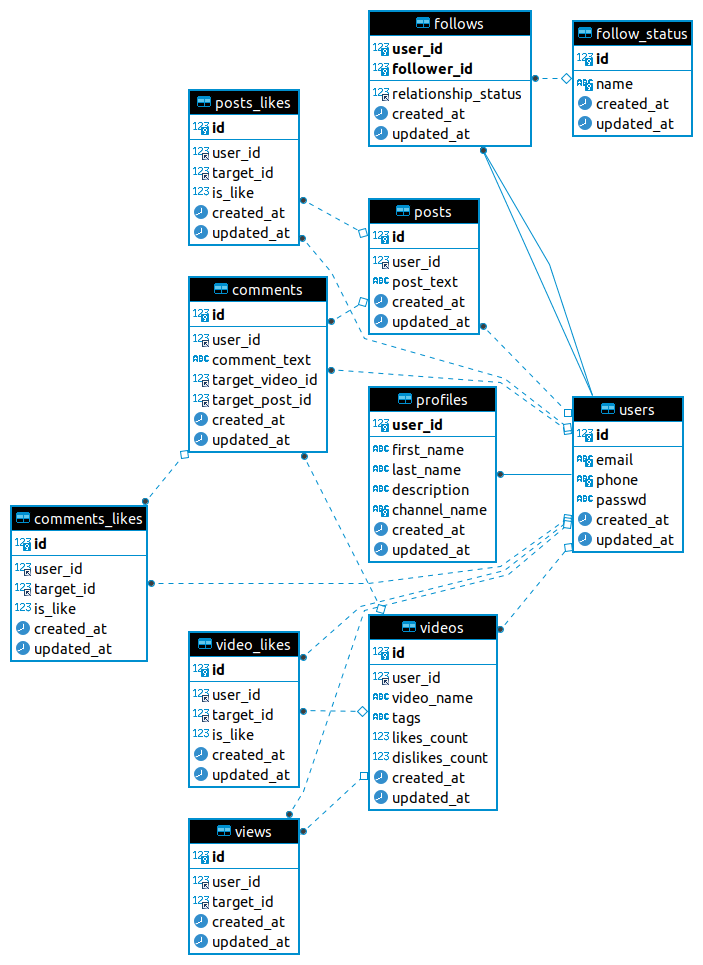 follows
user_id
follower_id
relationship_status
created_at
updated_at
follow_status
id
name
created_at
updated_at
posts_likes
id
user_id
target_id
is_like
created_at
updated_at
posts
id
user_id
post_text
created_at
updated_at
comments
id
user_id
comment_text
target_video_id
target_post_id
created_at
updated_at
profiles
user_id
first_name
last_name
description
channel_name
created_at
updated_at
users
id
email
phone
passwd
created_at
updated_at
comments_likes
id
user_id
target_id
is_like
created_at
updated_at
video_likes
id
user_id
target_id
is_like
created_at
updated_at
videos
id
user_id
video_name
tags
likes_count
dislikes_count
created_at
updated_at
views
id
user_id
target_id
created_at
updated_at